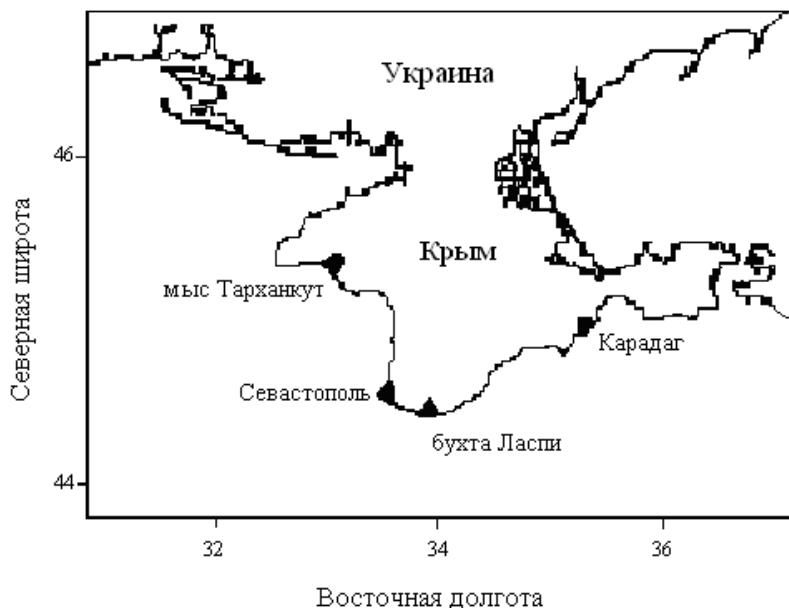 Украина
46
Крым
Северная широта
мыс Тарханкут
Карадаг
Севастополь
бухта Ласпи
44
32
34
36
Восточная долгота